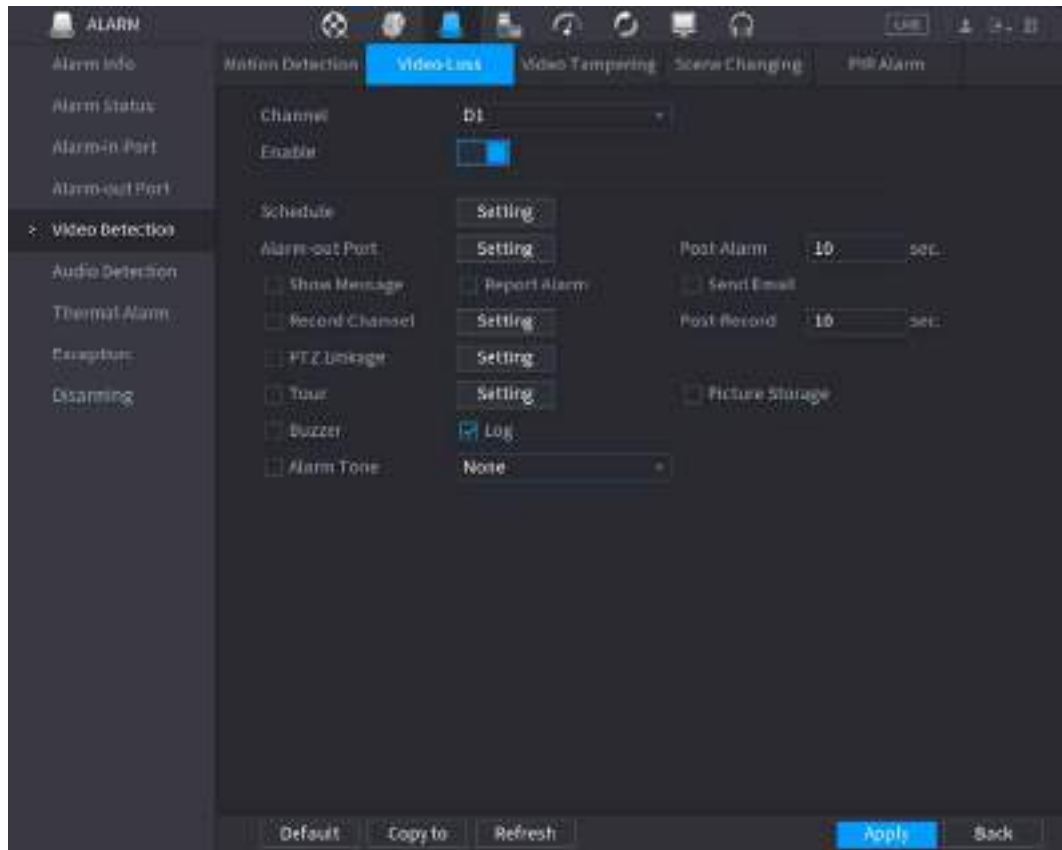 ALARM
LIVE
Alarm Info
Motion Detection Video Loss Video Tampering Scene Changing PIR Alarm
Alarm Status
Channel D1
Alarm-in Port
Enable
Alarm-out Port
Schedule Setting
> Video Detection
Alarm-out Port Setting Post-Alarm 10 sec.
Audio Detection
Show Message Report Alarm Send Email
Thermal Alarm
Record Channel Setting Post-Record 10 sec.
Exception
PTZ Linkage Setting
Disarming
Tour Setting Picture Storage
Buzzer Log
Alarm Tone None
Default Copy to Refresh Apply Back